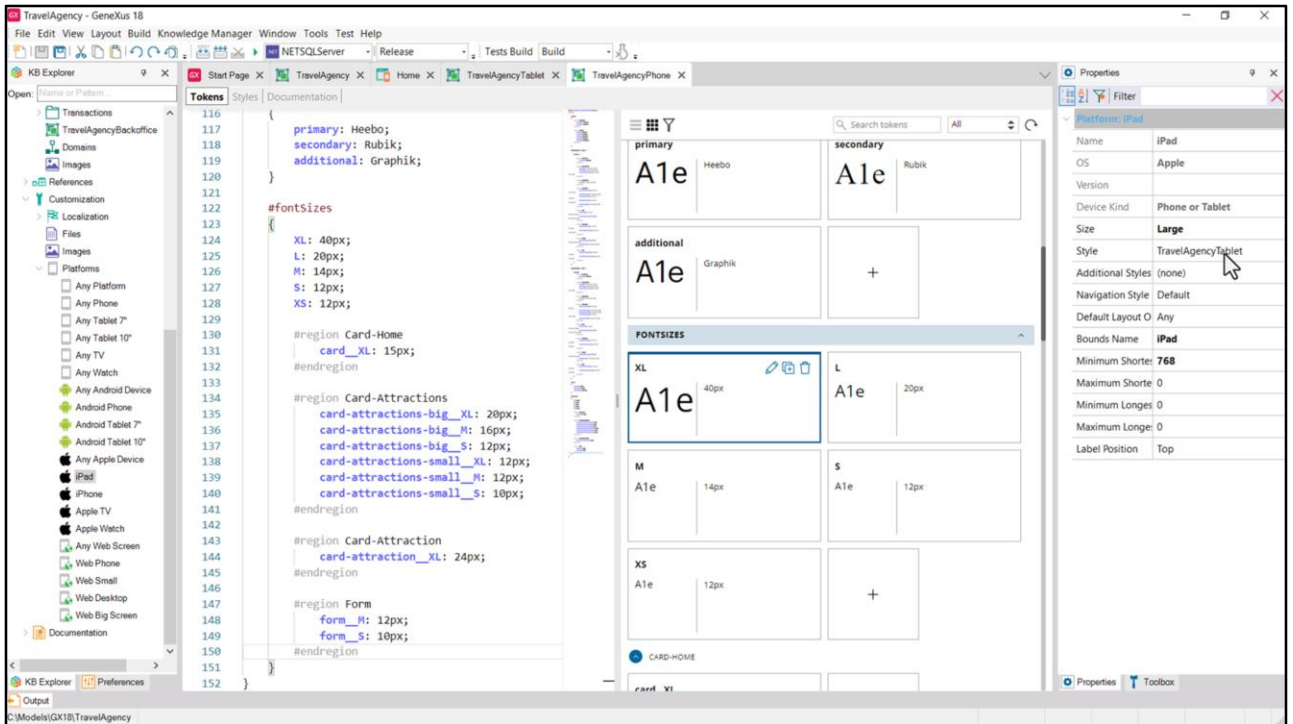 TravelAgency - GeneXus 18
File Edit View Layout Build Knowledge Manager Window Tools Test Help
NETSQLServer Release Tests Build Build
KB Explorer
Open: Name or Pattern...
Transactions
TravelAgencyBackoffice
Domains
Images
References
Customization
Localization
Files
Images
Platforms
Any Platform
Any Phone
Any Tablet 7"
Any Tablet 10"
Any TV
Any Watch
Any Android Device
Android Phone
Android Tablet 7"
Android Tablet 10"
Any Apple Device
iPad
iPhone
Apple TV
Apple Watch
Any Web Screen
Web Phone
Web Small
Web Desktop
Web Big Screen
Documentation
KB Explorer Preferences
Output
C:\Models\GX18\TravelAgency
Start Page TravelAgency Home TravelAgencyTablet TravelAgencyPhone
Tokens Styles Documentation
116 {
117 primary: Heebo;
118 secondary: Rubik;
119 additional: Graphik;
120 }
121
122 #fontSizes
123 {
124 XL: 40px;
125 L: 20px;
126 M: 14px;
127 S: 12px;
128 XS: 12px;
129
130 #region Card-Home
131 card__XL: 15px;
132 #endregion
133
134 #region Card-Attractions
135 card-attractions-big__XL: 20px;
136 card-attractions-big__M: 16px;
137 card-attractions-big__S: 12px;
138 card-attractions-small__XL: 12px;
139 card-attractions-small__M: 12px;
140 card-attractions-small__S: 10px;
141 #endregion
142
143 #region Card-Attraction
144 card-attraction__XL: 24px;
145 #endregion
146
147 #region Form
148 form__M: 12px;
149 form__S: 10px;
150 #endregion
151 }
152 }
Search tokens All
primary
A1e Heebo
secondary
A1e Rubik
additional
A1e Graphik
+
FONTSIZES
XL
A1e 40px
L
A1e 20px
M
A1e 14px
S
A1e 12px
XS
A1e 12px
+
CARD-HOME
card__XL
Properties
Filter
Platform: iPad
Name iPad
OS Apple
Version
Device Kind Phone or Tablet
Size Large
Style TravelAgencyTablet
Additional Styles (none)
Navigation Style Default
Default Layout O Any
Bounds Name iPad
Minimum Shortes 768
Maximum Shorte 0
Minimum Longes 0
Maximum Longes 0
Label Position Top
Properties Toolbox